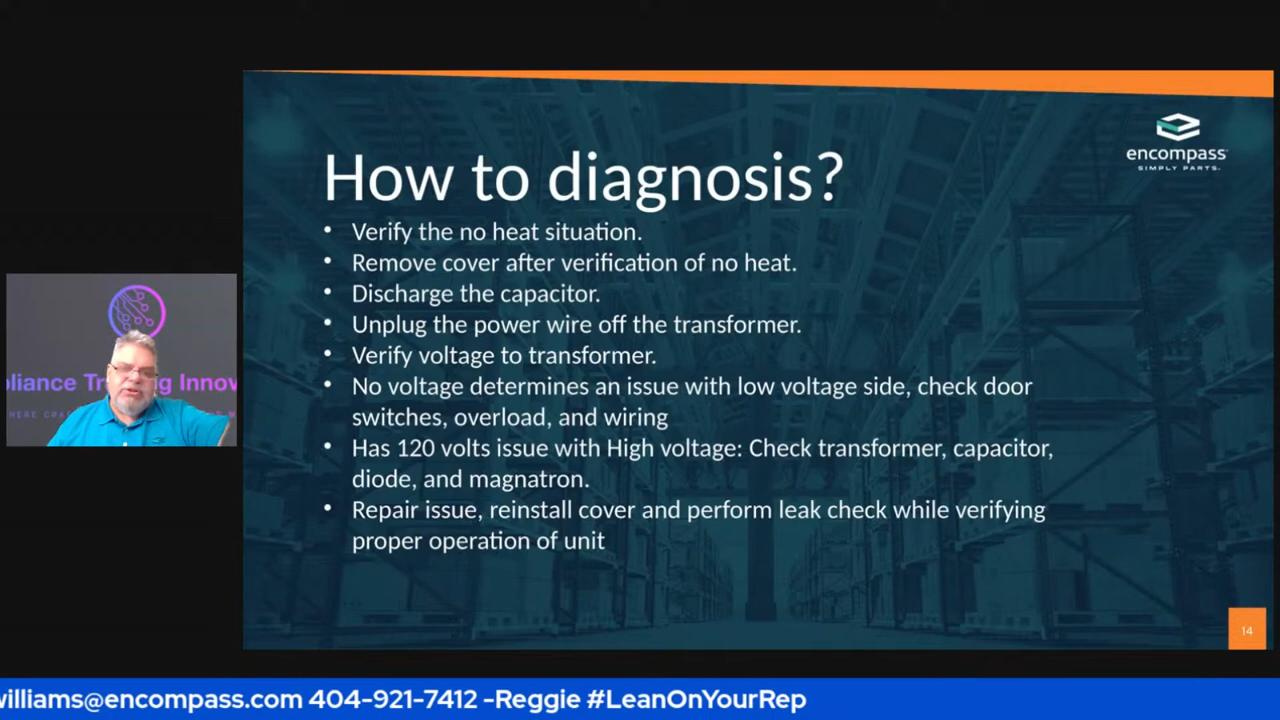 encompass
SIMPLY PARTS.
How to diagnosis?
• Verify the no heat situation.
• Remove cover after verification of no heat.
• Discharge the capacitor.
• Unplug the power wire off the transformer.
• Verify voltage to transformer.
• No voltage determines an issue with low voltage side, check door
switches, overload, and wiring
• Has 120 volts issue with High voltage: Check transformer, capacitor,
diode, and magnatron.
• Repair issue, reinstall cover and perform leak check while verifying
proper operation of unit
pliance Tr ng Innov
14
williams@encompass.com 404-921-7412 -Reggie #LeanOnYourRep